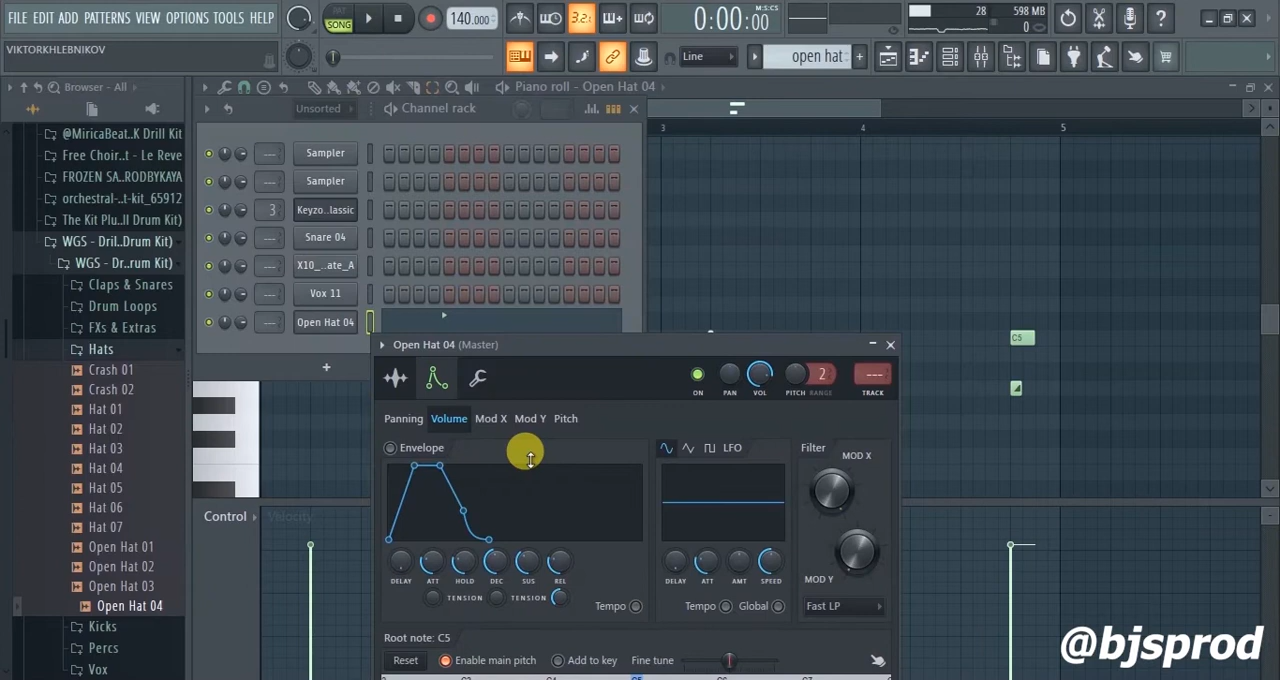 FILE EDIT ADD PATTERNS VIEW OPTIONS TOOLS HELP
PAT
SONG
140.000
3.2
0:00:00
M:S:CS
28
598 MB
0
VIKTORKHLEBNIKOV
Line
open hat
Browser - All
Piano roll - Open Hat 04
Unsorted
Channel rack
3
4
5
@MiricaBeat...K Drill Kit
Free Choir..t - Le Reve
FROZEN SA..RODBYKAYA
orchestral-..t-kit_65912
The Kit Plu..ll Drum Kit)
WGS - Dril..Drum Kit)
WGS - Dr..rum Kit)
Claps & Snares
Drum Loops
FXs & Extras
Hats
Crash 01
Crash 02
Hat 01
Hat 02
Hat 03
Hat 04
Hat 05
Hat 06
Hat 07
Open Hat 01
Open Hat 02
Open Hat 03
Open Hat 04
Kicks
Percs
Vox
Sampler
Sampler
3
Keyzo..lassic
Snare 04
X10_...ate_A
Vox 11
Open Hat 04
C5
Open Hat 04 (Master)
ON
PAN
VOL
PITCH
2
RANGE
TRACK
Panning
Volume
Mod X
Mod Y
Pitch
Envelope
LFO
Filter
MOD X
MOD Y
DELAY
ATT
HOLD
DEC
SUS
REL
TENSION
TENSION
Tempo
DELAY
ATT
AMT
SPEED
Tempo
Global
Fast LP
Root note: C5
Reset
Enable main pitch
Add to key
Fine tune
C5
Control
Velocity
@bjsprod